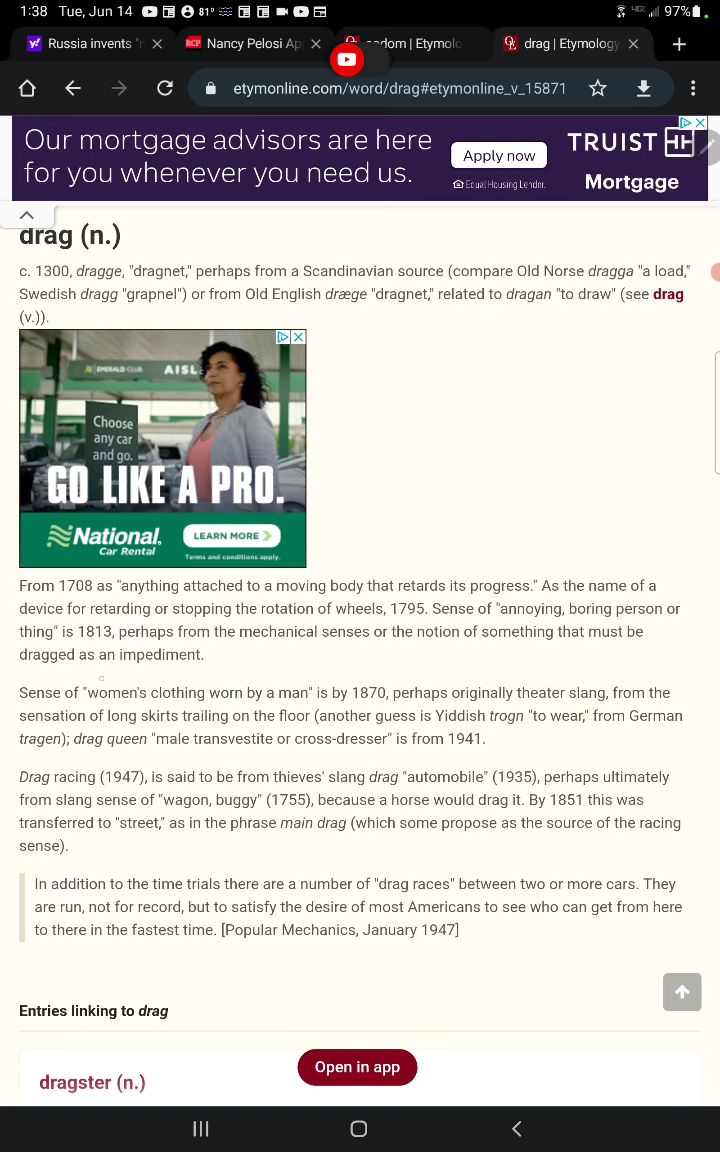 1:38 Tue, Jun 14 81° 97%
Russia invents "r
RCP Nancy Pelosi Ap
odom | Etymolo
drag | Etymology
etymonline.com/word/drag#etymonline_v_15871
Our mortgage advisors are here
for you whenever you need us.
Apply now
Equal Housing Lender.
TRUIST
Mortgage
drag (n.)
c. 1300, dragge, "dragnet," perhaps from a Scandinavian source (compare Old Norse dragga "a load,"
Swedish dragg "grapnel") or from Old English dræge "dragnet," related to dragan "to draw" (see drag
(v.)).
EMERALD CLUB AISL
Choose
any car
and go.
GO LIKE A PRO.
National.
Car Rental
LEARN MORE
Terms and conditions apply.
From 1708 as "anything attached to a moving body that retards its progress." As the name of a
device for retarding or stopping the rotation of wheels, 1795. Sense of "annoying, boring person or
thing" is 1813, perhaps from the mechanical senses or the notion of something that must be
dragged as an impediment.
Sense of "women's clothing worn by a man" is by 1870, perhaps originally theater slang, from the
sensation of long skirts trailing on the floor (another guess is Yiddish trogn "to wear," from German
tragen); drag queen "male transvestite or cross-dresser" is from 1941.
Drag racing (1947), is said to be from thieves' slang drag "automobile" (1935), perhaps ultimately
from slang sense of "wagon, buggy" (1755), because a horse would drag it. By 1851 this was
transferred to "street," as in the phrase main drag (which some propose as the source of the racing
sense).
In addition to the time trials there are a number of "drag races" between two or more cars. They
are run, not for record, but to satisfy the desire of most Americans to see who can get from here
to there in the fastest time. [Popular Mechanics, January 1947]
Entries linking to drag
dragster (n.)
Open in app